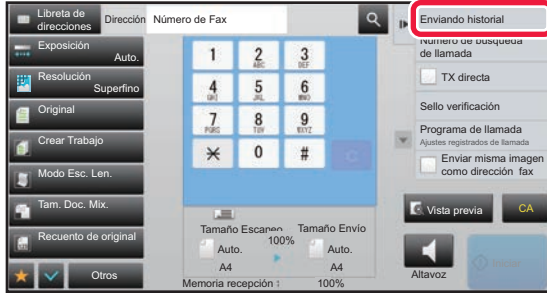 Libreta de
direcciones
Dirección
Número de Fax
Enviando historial
Exposición
Auto.
Resolución
Superfino
Original
Crear Trabajo
Modo Esc. Len.
Tam. Doc. Mix.
Recuento de original
Otros
1
2
ABC
3
DEF
4
GHI
5
JKL
6
MNO
7
PQRS
8
TUV
9
WXYZ
0
#
Número de búsqueda
de llamada
TX directa
Sello verificación
Programa de llamada
Ajustes registrados de llamada
Enviar misma imagen
como dirección fax
Vista previa
CA
Tamaño Escaneo
Tamaño Envío
100%
Auto.
Auto.
A4
A4
Memoria recepción :
100%
Altavoz